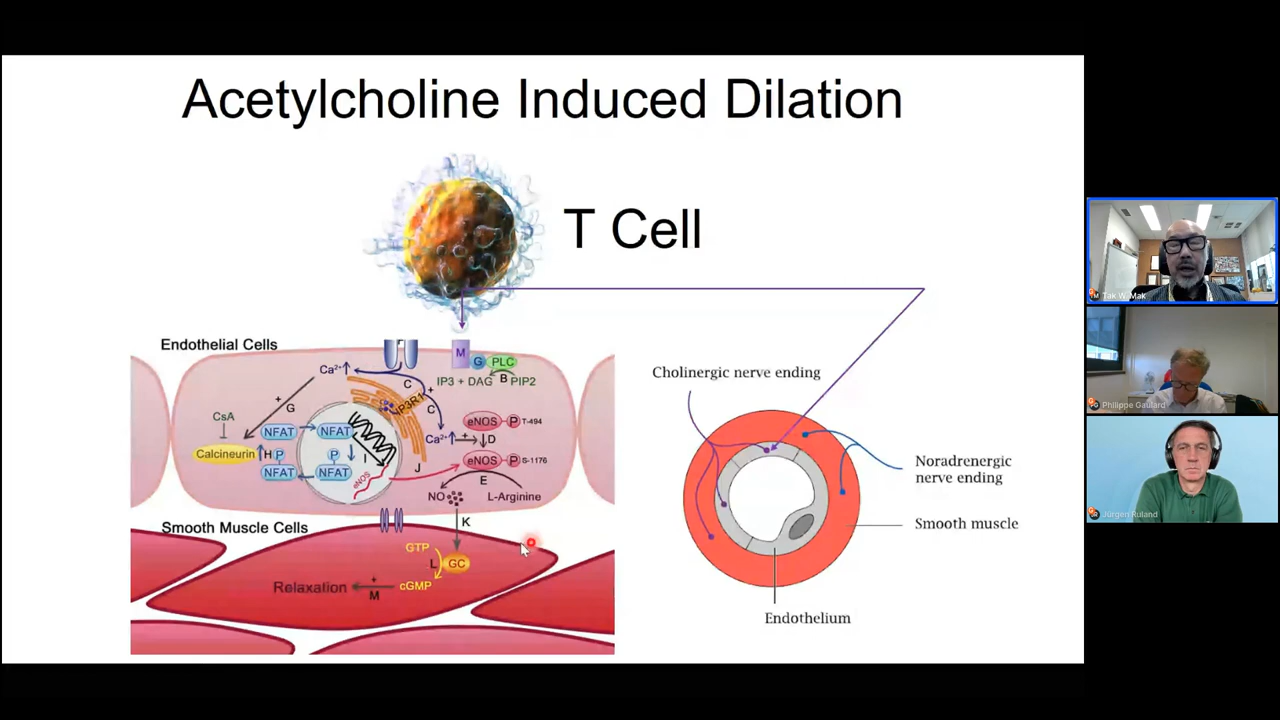 Acetylcholine Induced Dilation
T Cell
Endothelial Cells
Ca²⁺↑
M
G
PLC
IP3 + DAG
B
PIP2
+
G
C
+
C
IP3R1
CsA
NFAT
NFAT
eNOS
P
T-494
Ca²⁺↑
+
D
Calcineurin
H
P
P
eNOS
P
S-1176
NFAT
NFAT
eNOS
J
E
NO
L-Arginine
Smooth Muscle Cells
K
GTP
L
GC
Relaxation
+
M
cGMP
Cholinergic nerve ending
Noradrenergic
nerve ending
Smooth muscle
Endothelium
Tak W. Mak
Philippe Gaulard
Jürgen Ruland